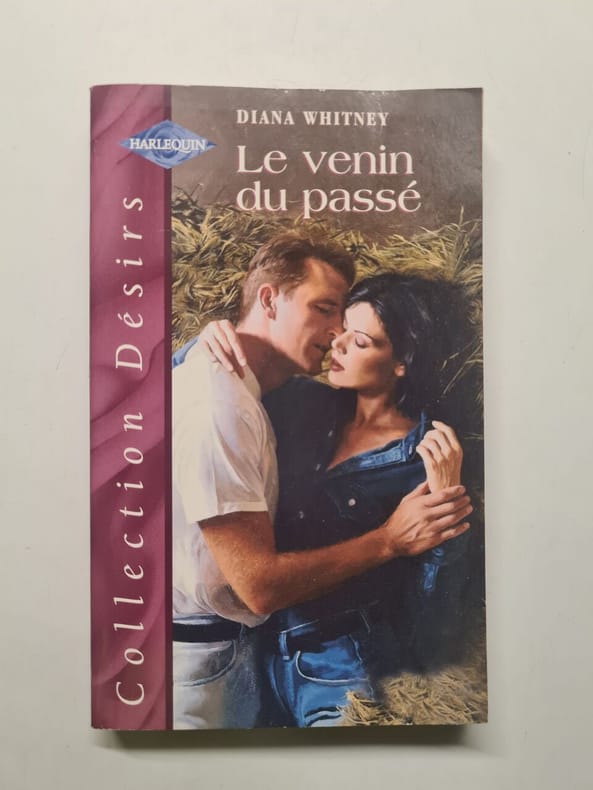 DIANA WHITNEY
HARLEQUIN
Le venin
du passé
Collection Désirs